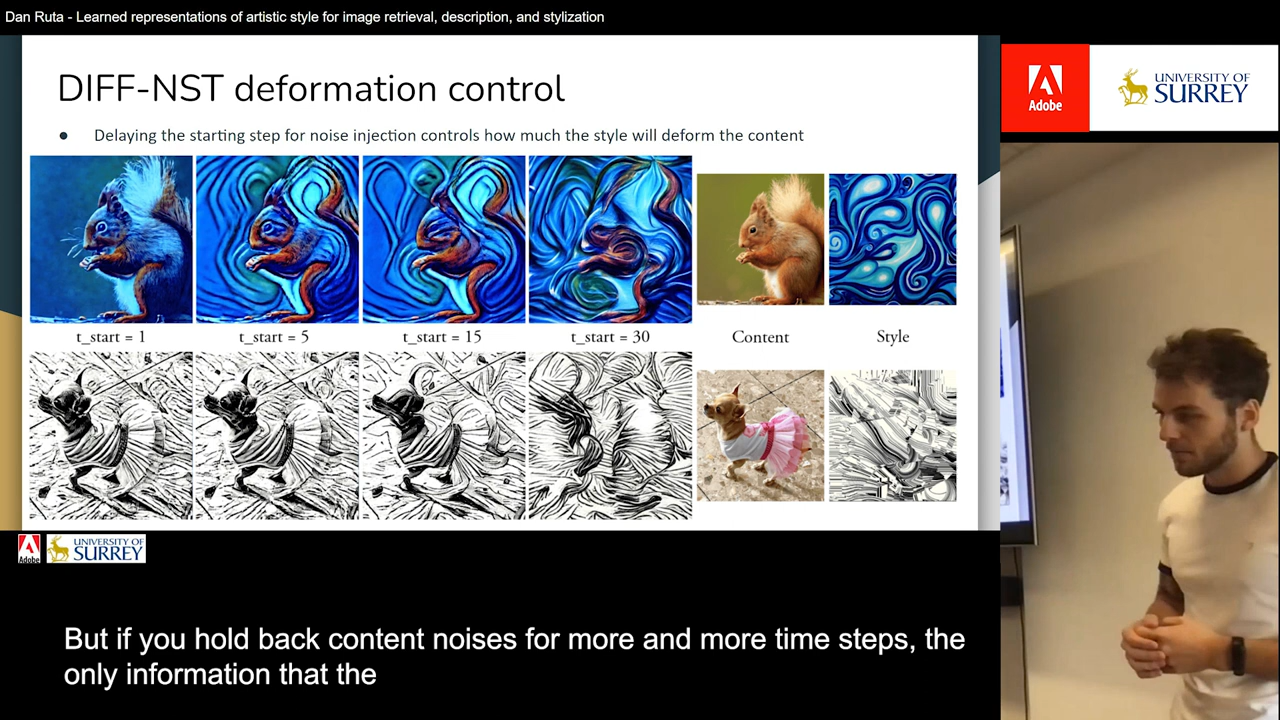 Dan Ruta - Learned representations of artistic style for image retrieval, description, and stylization
DIFF-NST deformation control
● Delaying the starting step for noise injection controls how much the style will deform the content
t_start = 1
t_start = 5
t_start = 15
t_start = 30
Content
Style
Adobe
UNIVERSITY OF
SURREY
Adobe
UNIVERSITY OF
SURREY
But if you hold back content noises for more and more time steps, the
only information that the